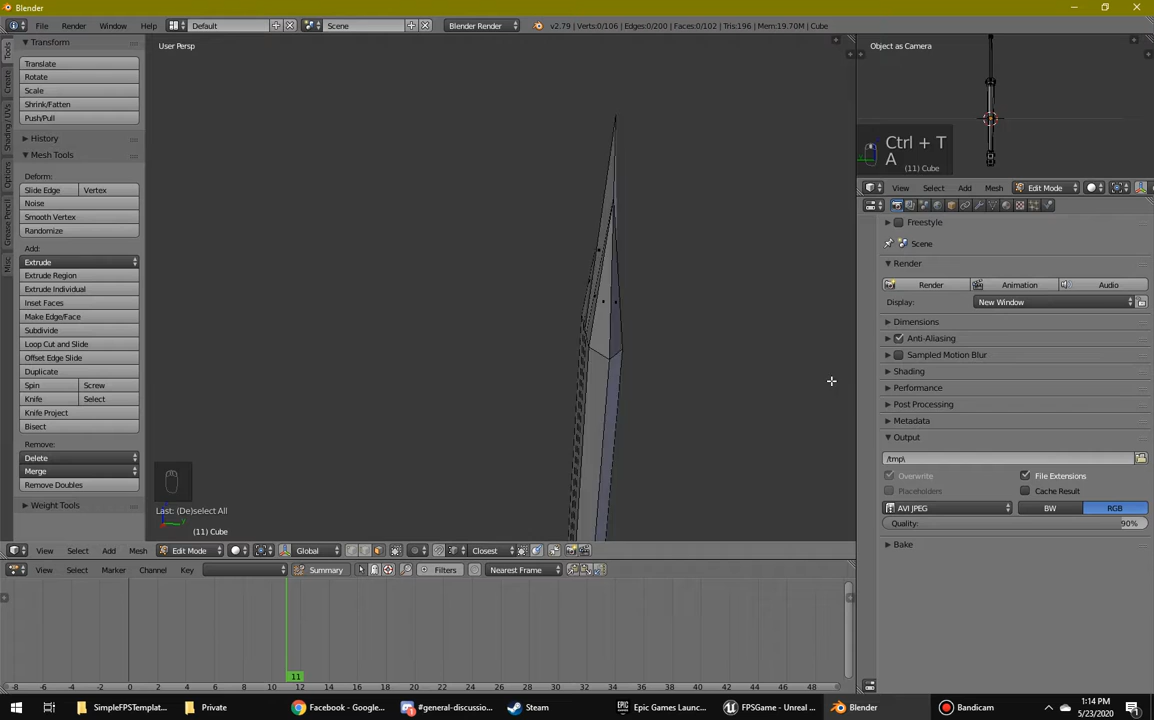 Blender
File Render Window Help Default Scene Blender Render v2.79 | Verts:0/106 | Edges:0/200 | Faces:0/102 | Tris:196 | Mem:19.70M | Cube
Transform
Translate
Rotate
Scale
Shrink/Fatten
Push/Pull
History
Mesh Tools
Deform:
Slide Edge Vertex
Noise
Smooth Vertex
Randomize
Add:
Extrude
Extrude Region
Extrude Individual
Inset Faces
Make Edge/Face
Subdivide
Loop Cut and Slide
Offset Edge Slide
Duplicate
Spin Screw
Knife Select
Knife Project
Bisect
Remove:
Delete
Merge
Remove Doubles
Weight Tools
Tools
Create
Shading / UVs
Options
Grease Pencil
Misc
User Persp
Last: (De)select All
(11) Cube
View Select Add Mesh Edit Mode Global Closest
View Select Marker Channel Key Summary Filters Nearest Frame
-8 -6 -4 -2 0 2 4 6 8 10 11 12 14 16 18 20 22 24 26 28 30 32 34 36 38 40 42 44 46 48
Object as Camera
Ctrl + T
A
(11) Cube
View Select Add Mesh Edit Mode
Freestyle
Scene
Render
Render Animation Audio
Display: New Window
Dimensions
Anti-Aliasing
Sampled Motion Blur
Shading
Performance
Post Processing
Metadata
Output
/tmp\
Overwrite File Extensions
Placeholders Cache Result
AVI JPEG BW RGB
Quality: 90%
Bake
SimpleFPSTemplat... Private Facebook - Google... #general-discussio... Steam Epic Games Launc... FPSGame - Unreal ... Blender Bandicam 1:14 PM
5/23/2020